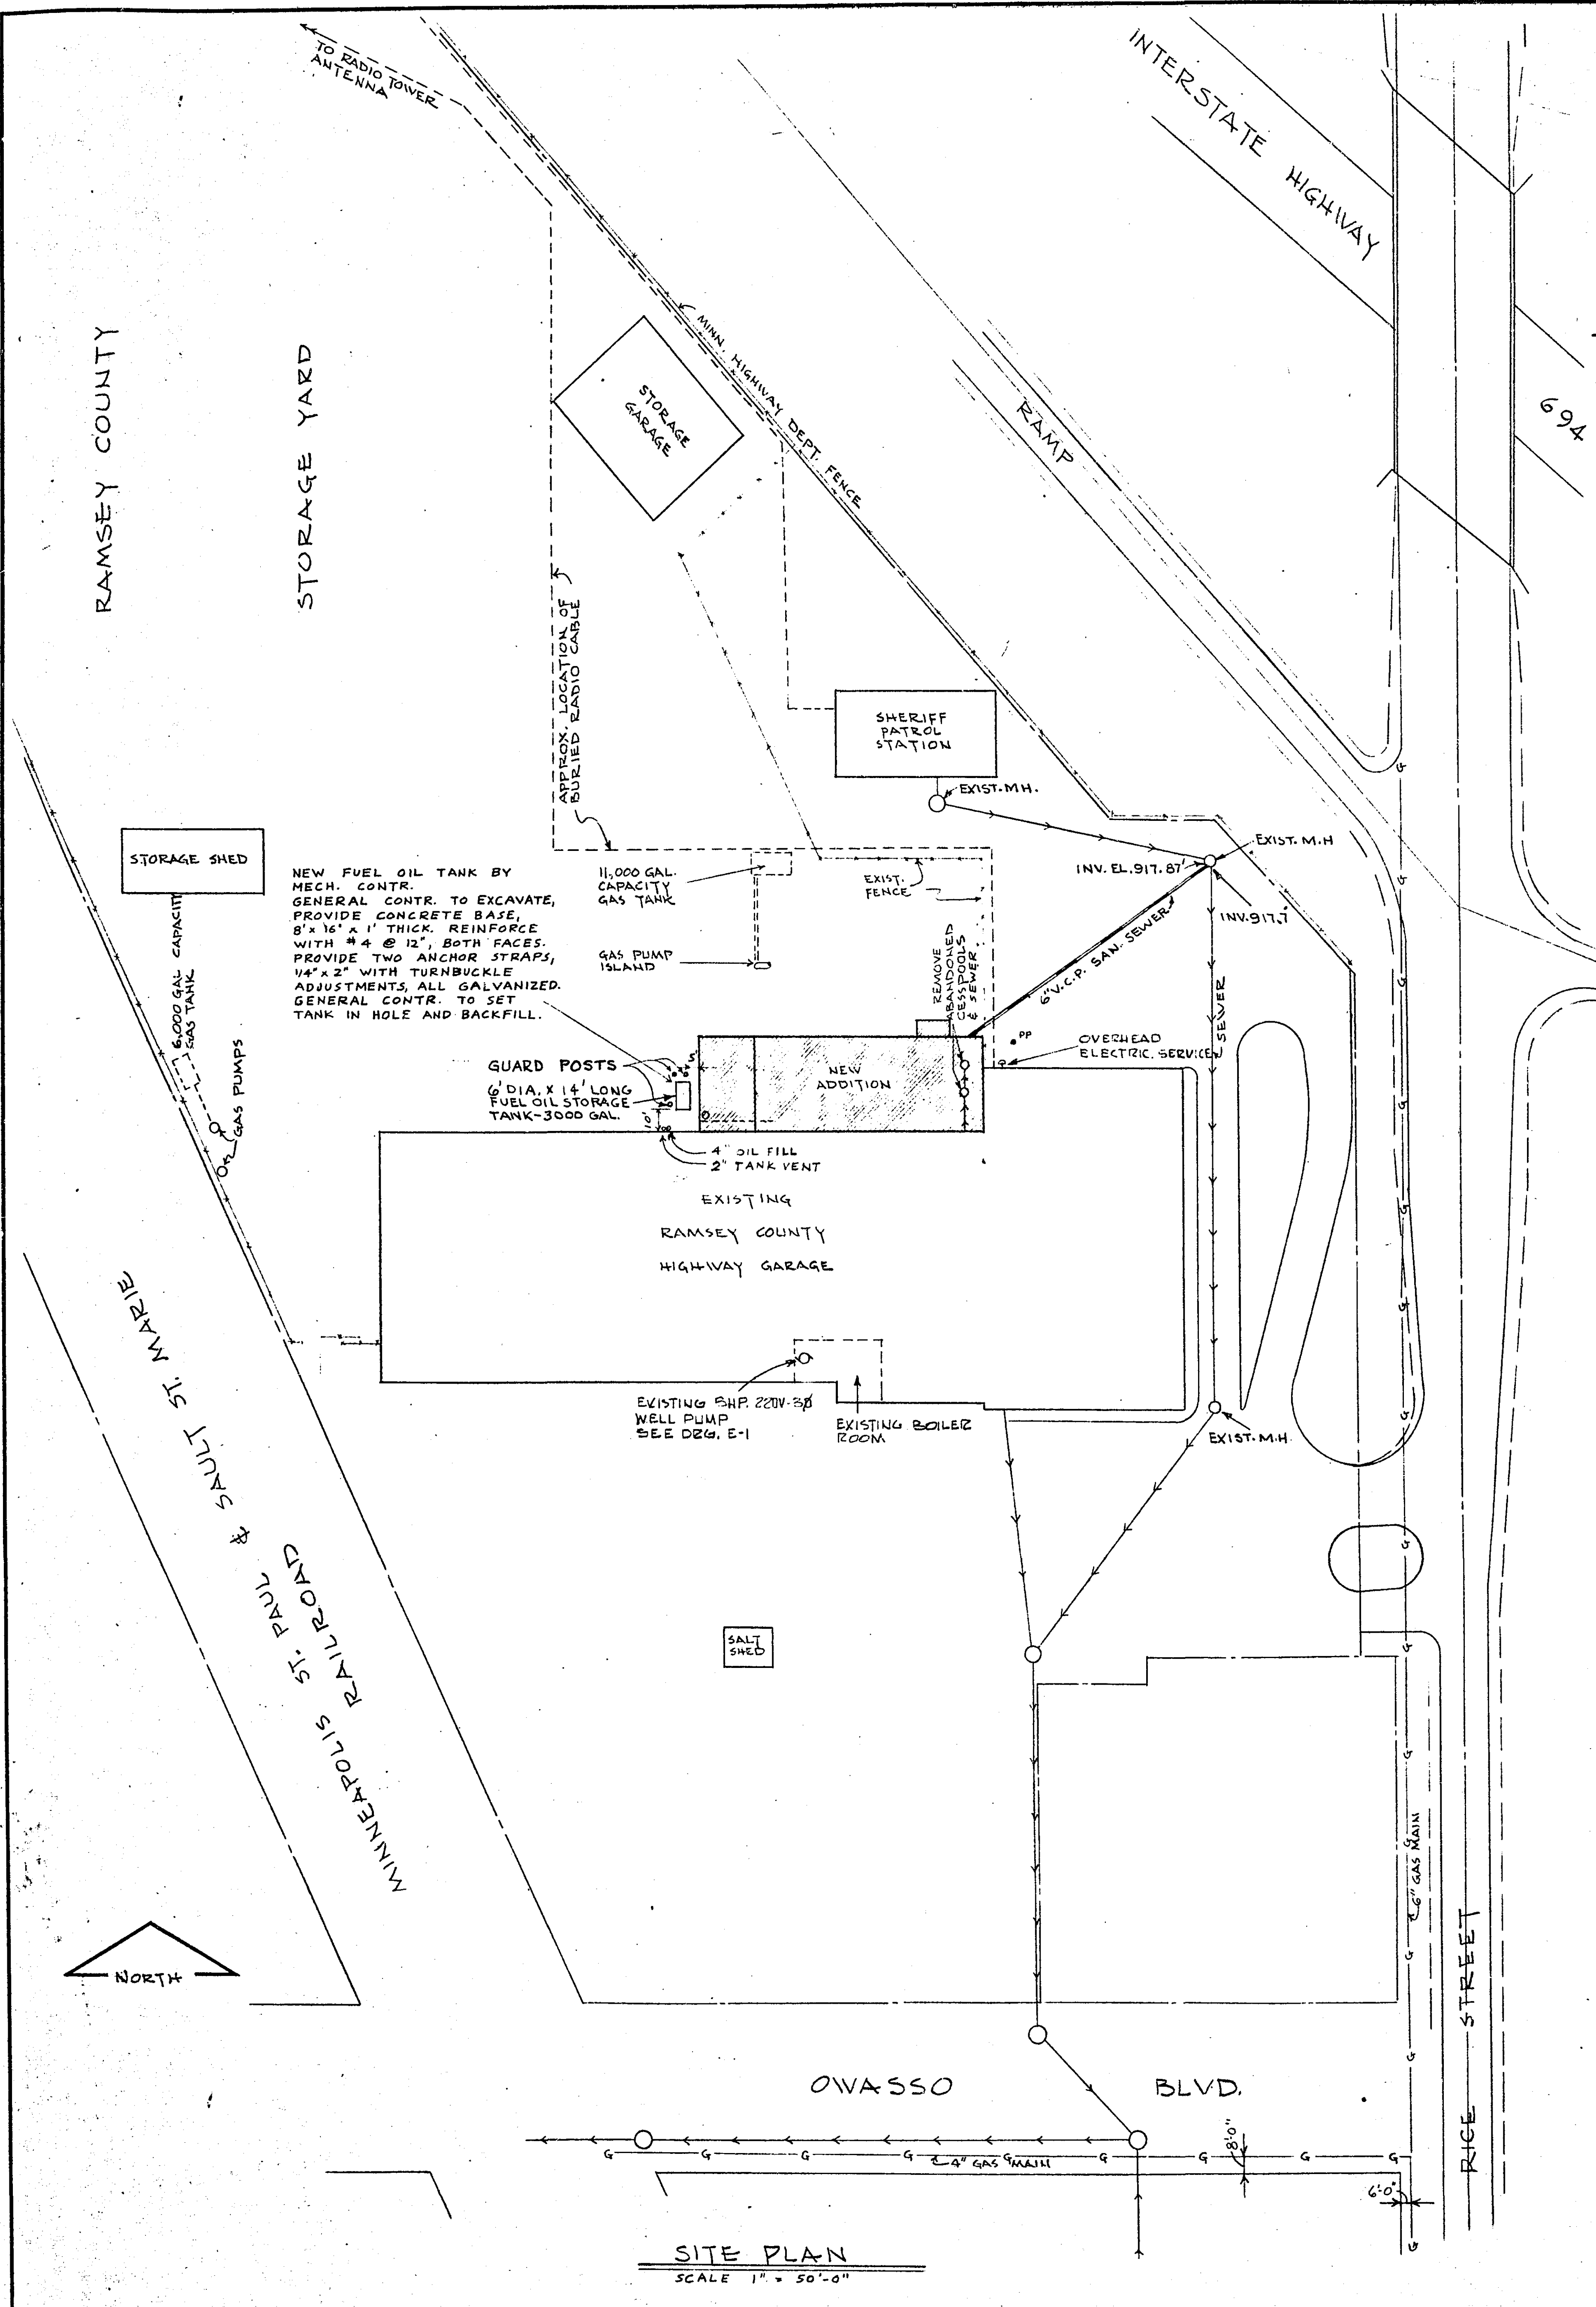 TO RADIO TOWER
ANTENNA
INTERSTATE HIGHWAY
694
RAMSEY COUNTY
STORAGE YARD
STORAGE
GARAGE
MINN. HIGHWAY DEPT. FENCE
RAMP
APPROX. LOCATION OF
BURIED RADIO CABLE
SHERIFF
PATROL
STATION
EXIST. M.H.
EXIST. M.H
INV. EL. 917.87'
INV. 917.7
STORAGE SHED
6,000 GAL CAPACITY
GAS TANK
GAS PUMPS
NEW FUEL OIL TANK BY
MECH. CONTR.
GENERAL CONTR. TO EXCAVATE,
PROVIDE CONCRETE BASE,
8' x 16' x 1' THICK. REINFORCE
WITH #4 @ 12", BOTH FACES.
PROVIDE TWO ANCHOR STRAPS,
1/4" x 2" WITH TURNBUCKLE
ADJUSTMENTS, ALL GALVANIZED.
GENERAL CONTR. TO SET
TANK IN HOLE AND BACKFILL.
11,000 GAL.
CAPACITY
GAS TANK
GAS PUMP
ISLAND
EXIST.
FENCE
REMOVE
ABANDONED
CESSPOOLS
& SEWER.
6" V.C.P. SAN. SEWER
SEWER
PP
OVERHEAD
ELECTRIC. SERVICE
GUARD POSTS
6' DIA. X 14' LONG
FUEL OIL STORAGE
TANK-3000 GAL.
NEW
ADDITION
4" OIL FILL
2" TANK VENT
EXISTING
RAMSEY COUNTY
HIGHWAY GARAGE
EXISTING 5HP. 220V-3Ø
WELL PUMP
SEE DRG. E-1
EXISTING BOILER
ROOM
EXIST. M.H.
MINNEAPOLIS ST. PAUL & SAULT ST. MARIE
RAILROAD
SALT
SHED
NORTH
6" GAS MAIN
RICE STREET
OWASSO BLVD.
G G G G G G G G G
4" GAS MAIN
8'-0"
6'-0"
SITE PLAN
SCALE 1" = 50'-0"